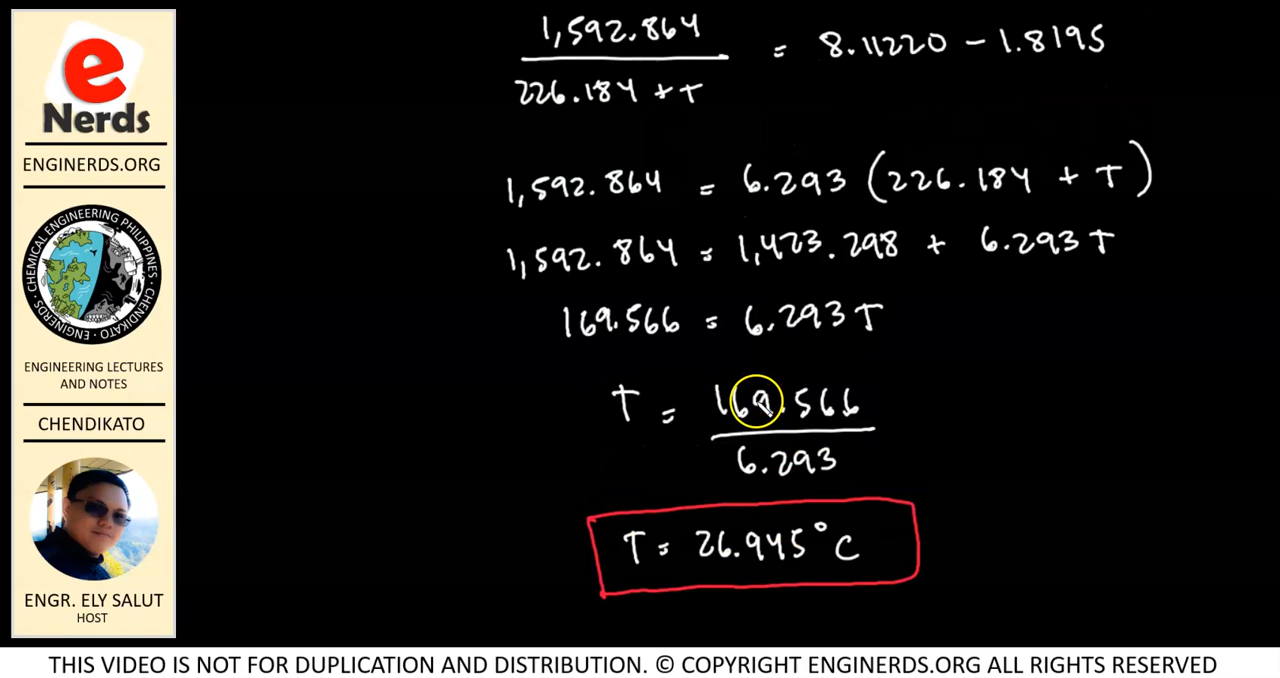 e
Nerds
ENGINERDS.ORG
CHEMICAL ENGINEERING PHILIPPINES
CHENDIKATO
ENGINERDS
ENGINEERING LECTURES
AND NOTES
CHENDIKATO
ENGR. ELY SALUT
HOST
1,592.864
226.184 + T
= 8.11220 - 1.8195
1,592.864 = 6.293 (226.184 + T)
1,592.864 = 1,423.298 + 6.293 T
169.566 = 6.293 T
T = 169.566
6.293
T = 26.945°C
THIS VIDEO IS NOT FOR DUPLICATION AND DISTRIBUTION. © COPYRIGHT ENGINERDS.ORG ALL RIGHTS RESERVED